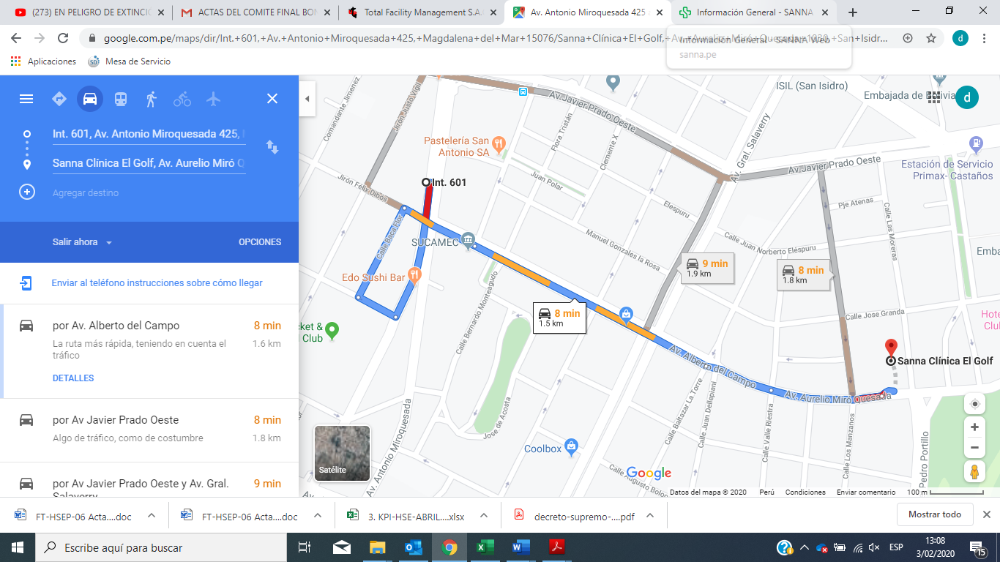 (273) EN PELIGRO DE EXTINCIÓ
ACTAS DEL COMITE FINAL BON
Total Facility Management S.A.
Av. Antonio Miroquesada 425
Información General - SANNA
google.com.pe/maps/dir/Int.+601,+Av.+Antonio+Miroquesada+425,+Magdalena+del+Mar+15076/Sanna+Clínica+El+Golf,+Av.+Aurelio+Miró+Quesada+1030,+San+Isidr...
Información General - SANNA Web
sanna.pe
Aplicaciones
Mesa de Servicio
Int. 601, Av. Antonio Miroquesada 425,
Sanna Clínica El Golf, Av. Aurelio Miró Q
Agregar destino
Salir ahora
OPCIONES
Enviar al teléfono instrucciones sobre cómo llegar
por Av. Alberto del Campo 8 min
La ruta más rápida, teniendo en cuenta el 1.6 km
tráfico
DETALLES
por Av Javier Prado Oeste 8 min
Algo de tráfico, como de costumbre 1.8 km
por Av Javier Prado Oeste y Av. Gral. 9 min
Salaverry
Comandante Jimenez
Jirón Justo Vigil
Av. Javier Prado Oeste
ISIL (San Isidro)
Embajada de Bolivia
d
d
Pastelería San
Antonio SA
Flora Tristán
Clemente X
Av. Gral. Salaverry
Av. Javier Prado Oeste
Estación de Servicio
Primax- Castaños
Jirón Félix Dibos
Int. 601
Juan Polar
Elespuru
Pje Atenas
Calle Las Moreras
Calle Baca Flor
SUCAMEC
Manuel Gonzales la Rosa
Calle Juan Norberto Eléspuru
Emba
9 min
1.9 km
8 min
1.8 km
Edo Sushi Bar
Calle Bernardo Monteagudo
8 min
1.5 km
Calle Jose Granda
Hote
Clu
cket &
Club
Av. Alberto del Campo
Sanna Clínica El Golf
Av. Aurelio Miró Quesada
Av. Antonio Miroquesada
Jose de Acosta
Calle Baltazar La Torre
Calle Juan Dellepiani
Calle Valle Riestra
Calle Los Manzanos
Pedro Portillo
Coolbox
Calle Augusto Bolo
Satélite
Av.
Google
Datos del mapa © 2020 Perú Condiciones Enviar comentario 100 m
FT-HSEP-06 Acta....doc
FT-HSEP-06 Acta....doc
3. KPI-HSE-ABRIL....xlsx
decreto-supremo-....pdf
Mostrar todo
Escribe aquí para buscar
ESP
13:08
3/02/2020
15